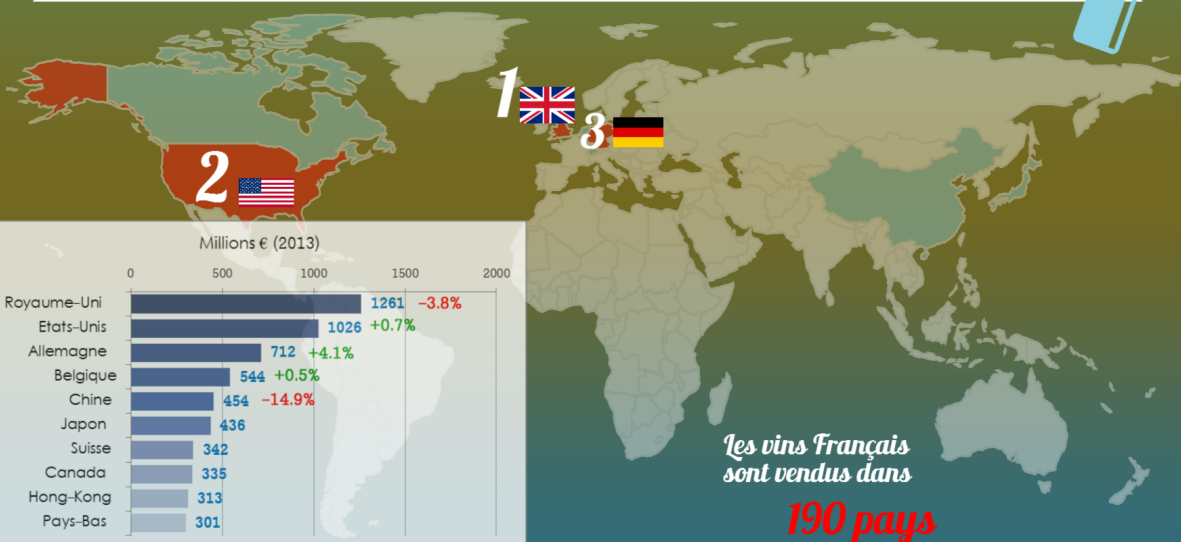 1
3
2
Millions € (2013)
0 500 1000 1500 2000
Royaume-Uni 1261 -3.8%
Etats-Unis 1026 +0.7%
Allemagne 712 +4.1%
Belgique 544 +0.5%
Chine 454 -14.9%
Japon 436
Suisse 342
Canada 335
Hong-Kong 313
Pays-Bas 301
Les vins Français
sont vendus dans
190 pays